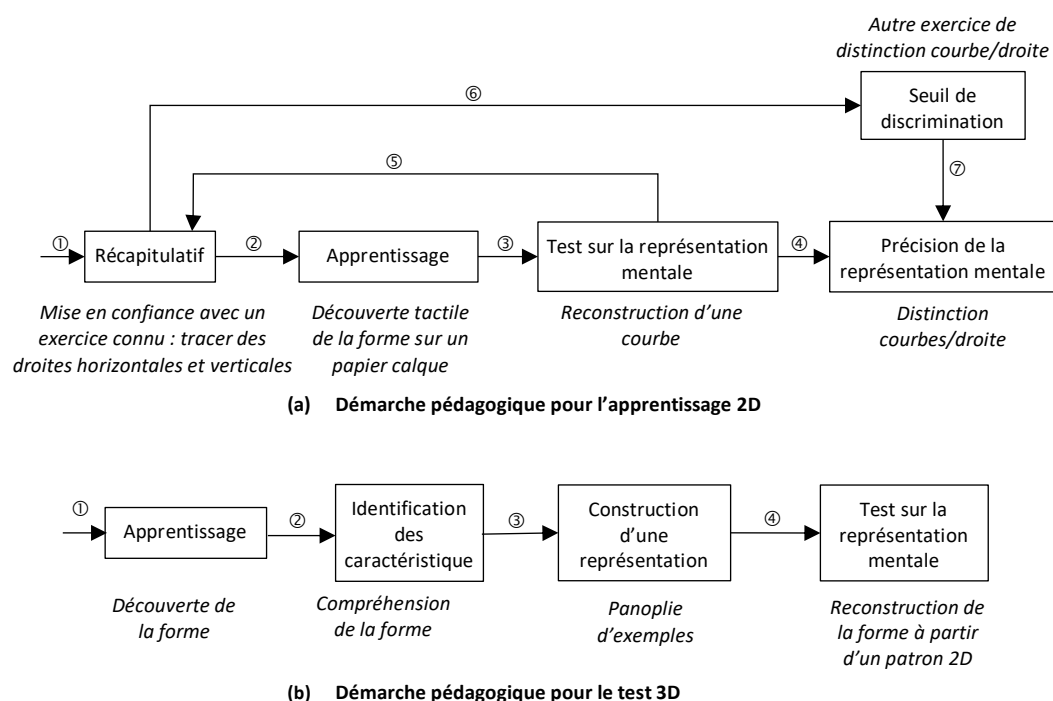 Autre exercice de
distinction courbe/droite
⑥
Seuil de
discrimination
⑤
⑦
①
Récapitulatif
②
Apprentissage
③
Test sur la représentation
mentale
④
Précision de la
représentation mentale
Mise en confiance avec un
exercice connu : tracer des
droites horizontales et verticales
Découverte tactile
de la forme sur un
papier calque
Reconstruction d'une
courbe
Distinction
courbes/droite
(a) Démarche pédagogique pour l'apprentissage 2D
①
Apprentissage
②
Identification
des
caractéristique
③
Construction
d'une
représentation
④
Test sur la
représentation
mentale
Découverte de
la forme
Compréhension
de la forme
Panoplie
d'exemples
Reconstruction de
la forme à partir
d'un patron 2D
(b) Démarche pédagogique pour le test 3D